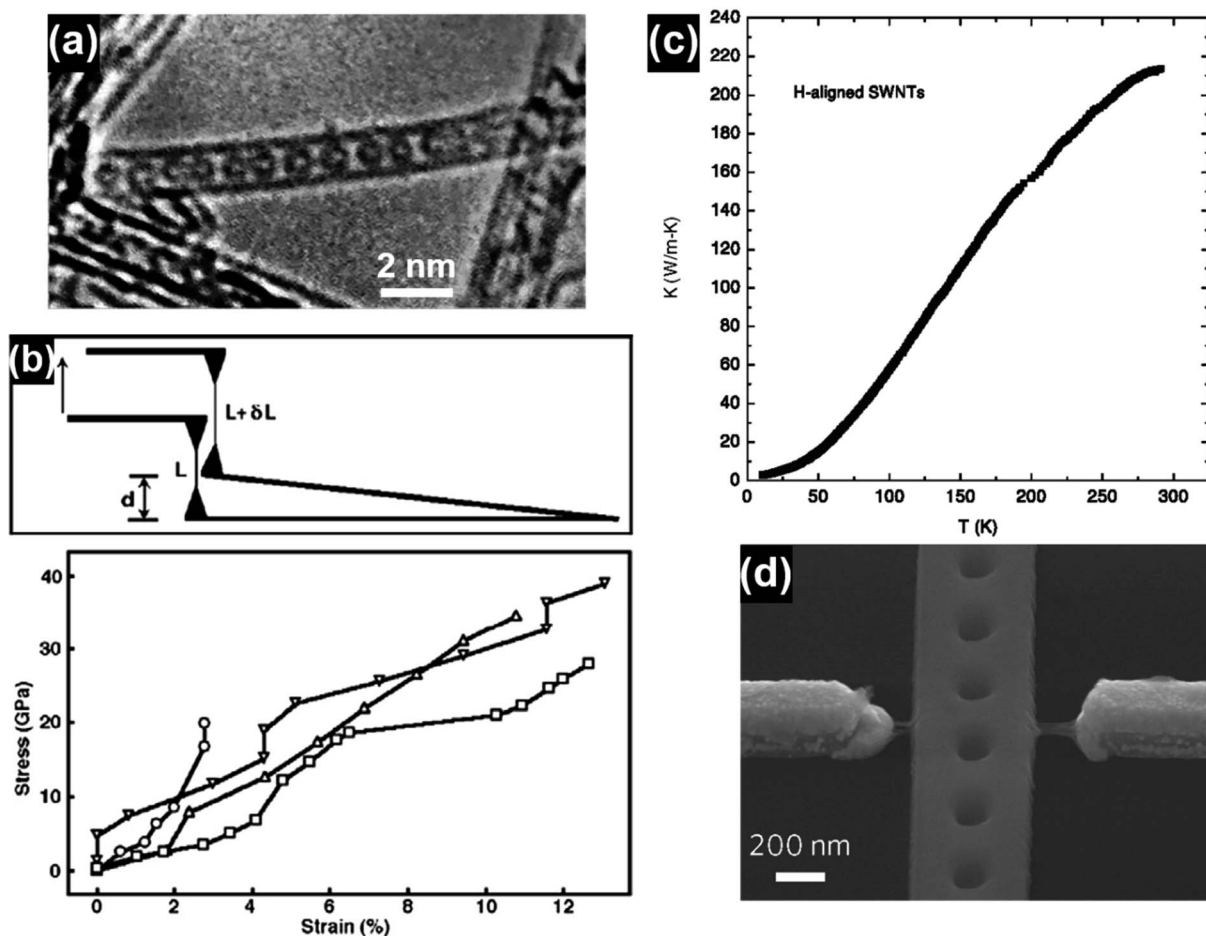 (a)
2 nm
(b)
L+ δL
L
d
40
30
20
10
0
Stress (GPa)
0 2 4 6 8 10 12
Strain (%)
(c)
240
220
200
180
160
140
120
100
80
60
40
20
0
K (W/m-K)
H-aligned SWNTs
0 50 100 150 200 250 300
T (K)
(d)
200 nm